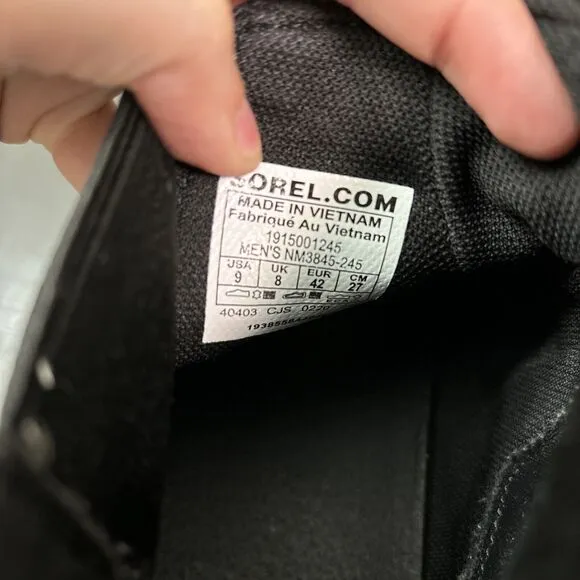 SOREL.COM
MADE IN VIETNAM
Fabriqué Au Vietnam
1915001245
MEN'S NM3845-245
USA UK EUR CM
9 8 42 27
40403 CJS